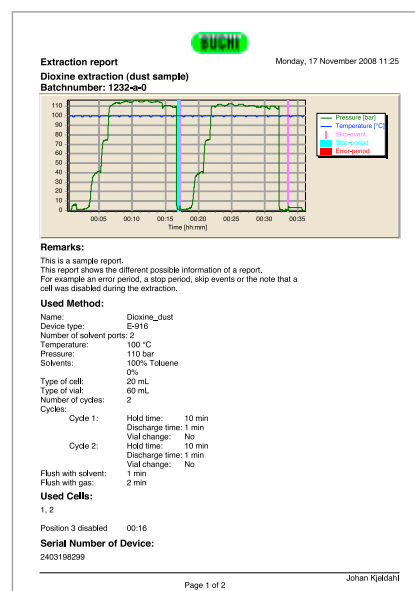 BUCHI
Extraction report
Monday, 17 November 2008 11:25
Dioxine extraction (dust sample)
Batchnumber: 1232-a-0
110
100
90
80
70
60
50
40
30
20
10
0
00:05 00:10 00:15 00:20 00:25 00:30 00:35
Time [hh:mm]
Pressure [bar]
Temperature [°C]
Skip-event
Stop-period
Error-period
Remarks:
This is a sample report.
This report shows the different possible information of a report.
For example an error period, a stop period, skip events or the note that a
cell was disabled during the extraction.
Used Method:
Name: Dioxine_dust
Device type: E-916
Number of solvent ports: 2
Temperature: 100 °C
Pressure: 110 bar
Solvents: 100% Toluene
0%
Type of cell: 20 mL
Type of vial: 60 mL
Number of cycles: 2
Cycles:
Cycle 1: Hold time: 10 min
Discharge time: 1 min
Vial change: No
Cycle 2: Hold time: 10 min
Discharge time: 1 min
Vial change: No
Flush with solvent: 1 min
Flush with gas: 2 min
Used Cells:
1, 2
Position 3 disabled 00:16
Serial Number of Device:
2403198299
Johan Kjeldahl
Page 1 of 2